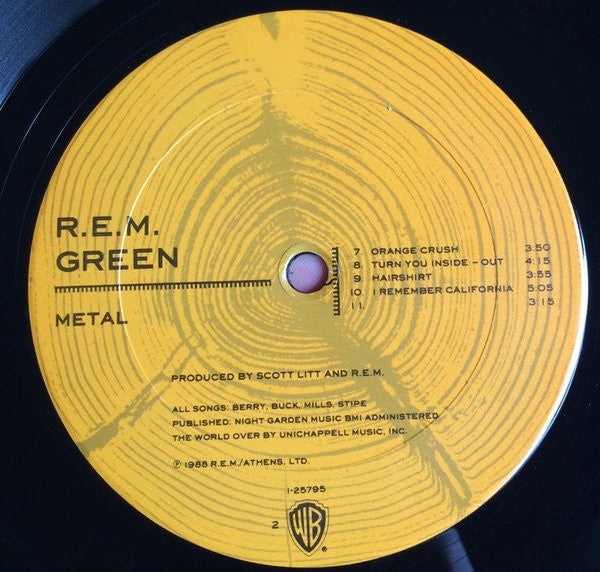 R.E.M.
GREEN
METAL
7. ORANGE CRUSH 3:50
8. TURN YOU INSIDE-OUT 4:15
9. HAIRSHIRT 3:55
10. I REMEMBER CALIFORNIA 5:05
11. 3:15
PRODUCED BY SCOTT LITT AND R.E.M.
ALL SONGS: BERRY, BUCK, MILLS, STIPE
PUBLISHED: NIGHT GARDEN MUSIC BMI ADMINISTERED
THE WORLD OVER BY UNICHAPPELL MUSIC, INC.
℗ 1988 R.E.M./ATHENS, LTD.
1-25795
2 WB ®